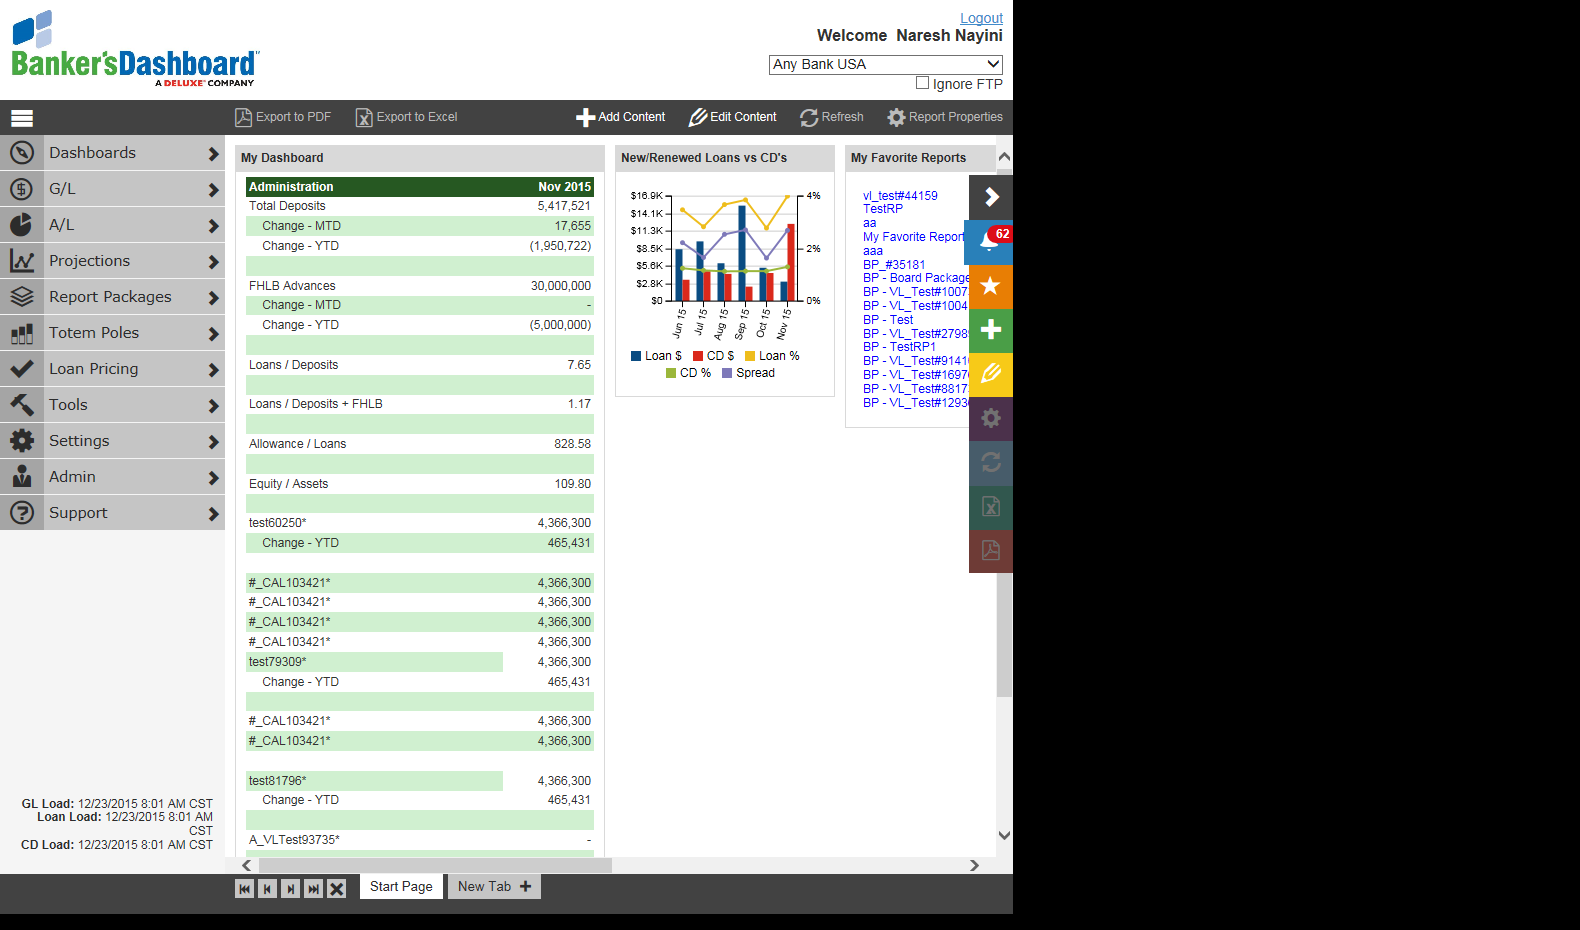 Logout
Banker'sDashboard
A DELUXE COMPANY
Welcome Naresh Nayini
Any Bank USA
Ignore FTP
Export to PDF Export to Excel Add Content Edit Content Refresh Report Properties
Dashboards
G/L
A/L
Projections
Report Packages
Totem Poles
Loan Pricing
Tools
Settings
Admin
Support
GL Load: 12/23/2015 8:01 AM CST
Loan Load: 12/23/2015 8:01 AM
CST
CD Load: 12/23/2015 8:01 AM CST
My Dashboard
Administration Nov 2015
Total Deposits 5,417,521
Change - MTD 17,655
Change - YTD (1,950,722)
FHLB Advances 30,000,000
Change - MTD -
Change - YTD (5,000,000)
Loans / Deposits 7.65
Loans / Deposits + FHLB 1.17
Allowance / Loans 828.58
Equity / Assets 109.80
test60250* 4,366,300
Change - YTD 465,431
#_CAL103421* 4,366,300
#_CAL103421* 4,366,300
#_CAL103421* 4,366,300
#_CAL103421* 4,366,300
test79309* 4,366,300
Change - YTD 465,431
#_CAL103421* 4,366,300
#_CAL103421* 4,366,300
test81796* 4,366,300
Change - YTD 465,431
A_VLTest93735* -
New/Renewed Loans vs CD's
$16.9K 4%
$14.1K
$11.3K
$8.5K 2%
$5.6K
$2.8K
$0 0%
Jun 15 Jul 15 Aug 15 Sep 15 Oct 15 Nov 15
Loan $ CD $ Loan %
CD % Spread
My Favorite Reports
vl_test#44159
TestRP
aa
My Favorite Report
aaa
BP_#35181
BP - Board Package
BP - VL_Test#1007
BP - VL_Test#1004
BP - Test
BP - VL_Test#2798
BP - TestRP1
BP - VL_Test#9141
BP - VL_Test#1697
BP - VL_Test#8817
BP - VL_Test#1293
62
Start Page New Tab